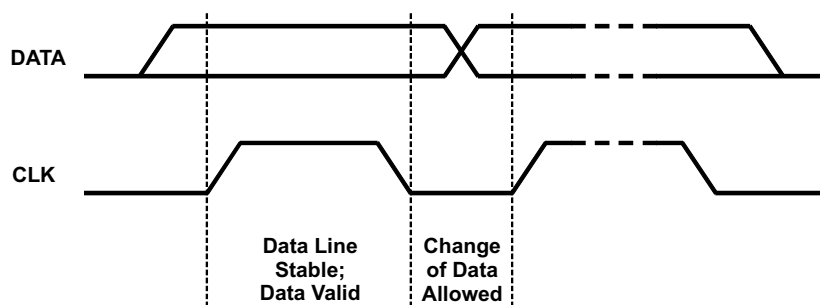 DATA
CLK
Data Line
Stable;
Data Valid
Change
of Data
Allowed